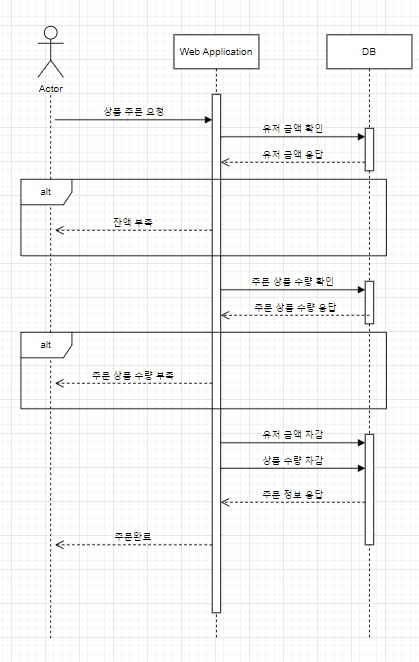 Web Application
DB
Actor
상품 주문 요청
유저 금액 확인
유저 금액 응답
alt
잔액 부족
주문 상품 수량 확인
주문 상품 수량 응답
alt
주문 상품 수량 부족
유저 금액 차감
상품 수량 차감
주문 정보 응답
주문완료